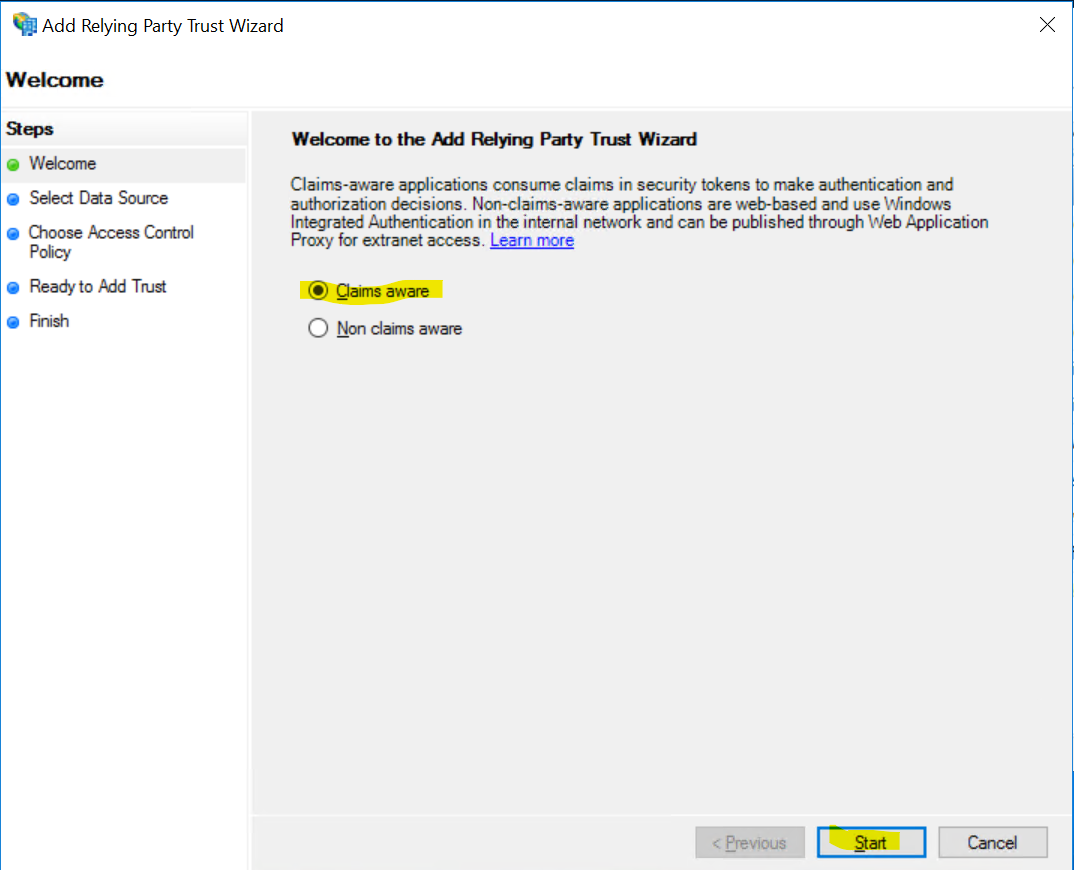 Add Relying Party Trust Wizard
Welcome
Steps
Welcome
Select Data Source
Choose Access Control
Policy
Ready to Add Trust
Finish
Welcome to the Add Relying Party Trust Wizard
Claims-aware applications consume claims in security tokens to make authentication and
authorization decisions. Non-claims-aware applications are web-based and use Windows
Integrated Authentication in the internal network and can be published through Web Application
Proxy for extranet access. Learn more
Claims aware
Non claims aware
< Previous
Start
Cancel